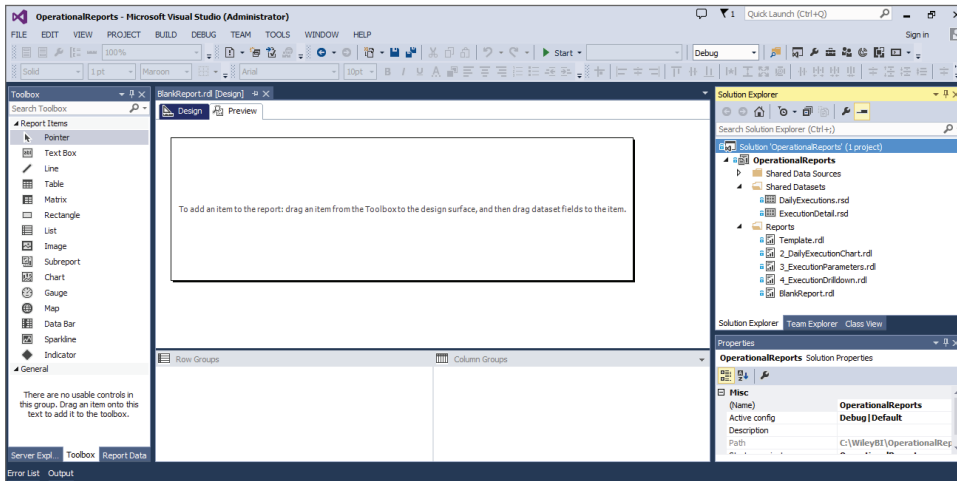 OperationalReports - Microsoft Visual Studio (Administrator)
1
Quick Launch (Ctrl+Q)
FILE EDIT VIEW PROJECT BUILD DEBUG TEAM TOOLS WINDOW HELP
Sign in
100%
Start
Debug
Solid
1 pt
Maroon
Arial
10pt
B I U A
Toolbox
Search Toolbox
Report Items
Pointer
Text Box
Line
Table
Matrix
Rectangle
List
Image
Subreport
Chart
Gauge
Map
Data Bar
Sparkline
Indicator
General
There are no usable controls in
this group. Drag an item onto this
text to add it to the toolbox.
Server Expl... Toolbox Report Data
BlankReport.rdl [Design]
Design Preview
To add an item to the report: drag an item from the Toolbox to the design surface, and then drag dataset fields to the item.
Row Groups
Column Groups
Solution Explorer
Search Solution Explorer (Ctrl+;)
Solution 'OperationalReports' (1 project)
OperationalReports
Shared Data Sources
Shared Datasets
DailyExecutions.rsd
ExecutionDetail.rsd
Reports
Template.rdl
2_DailyExecutionChart.rdl
3_ExecutionParameters.rdl
4_ExecutionDrilldown.rdl
BlankReport.rdl
Solution Explorer Team Explorer Class View
Properties
OperationalReports Solution Properties
Misc
(Name) OperationalReports
Active config Debug|Default
Description
Path C:\WileyBI\OperationalRep
Error List Output